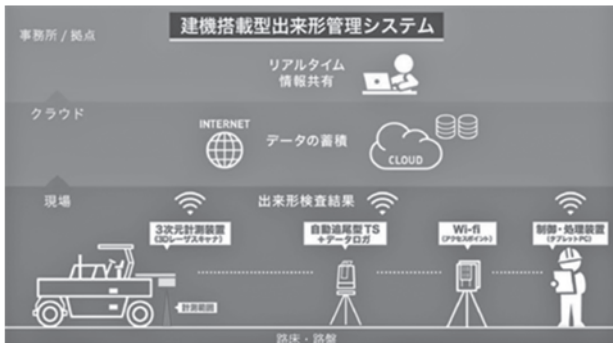 建機搭載型出来形管理システム
事務所 / 拠点
リアルタイム
情報共有
クラウド
INTERNET
データの蓄積
CLOUD
現場
出来形検査結果
3次元計測装置
(3Dレーザスキャナ)
自動追尾型TS
+データロガ
Wi-fi
(アクセスポイント)
制御・処理装置
(タブレットPC)
計測範囲
路床・路盤